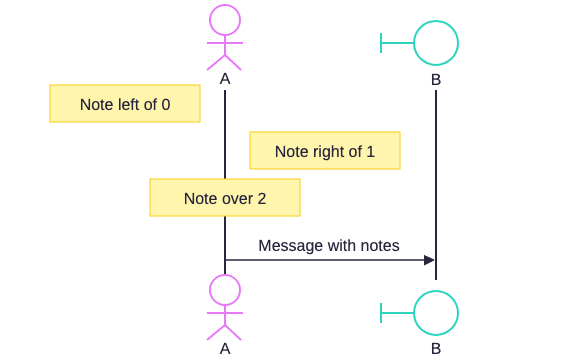 A
B
Note left of 0
Note right of 1
Note over 2
Message with notes
A
B